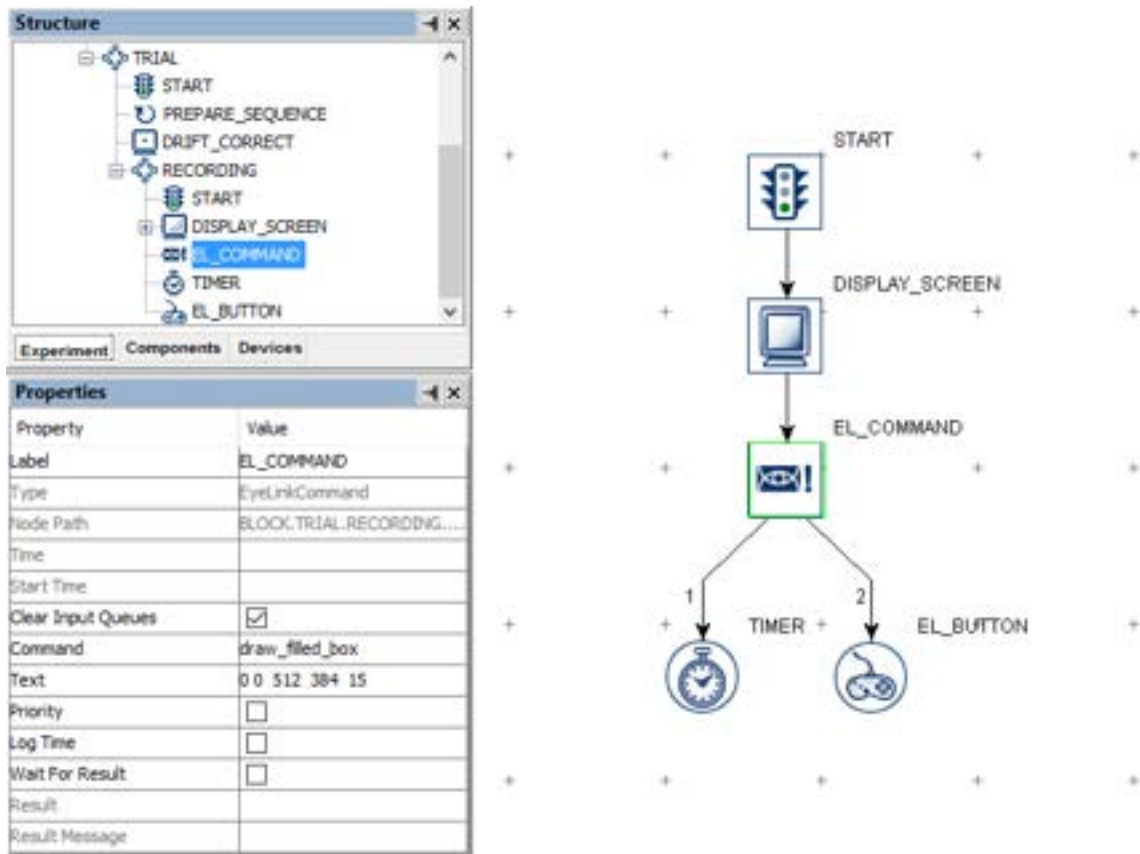 Structure
TRIAL
START
PREPARE_SEQUENCE
DRIFT_CORRECT
RECORDING
START
DISPLAY_SCREEN
EL_COMMAND
TIMER
EL_BUTTON
Experiment Components Devices
Properties
Property Value
Label EL_COMMAND
Type EyeLinkCommand
Node Path BLOCK.TRIAL.RECORDING....
Time
Start Time
Clear Input Queues
Command draw_filled_box
Text 0 0 512 384 15
Priority
Log Time
Wait For Result
Result
Result Message
START
DISPLAY_SCREEN
EL_COMMAND
1 2
TIMER EL_BUTTON